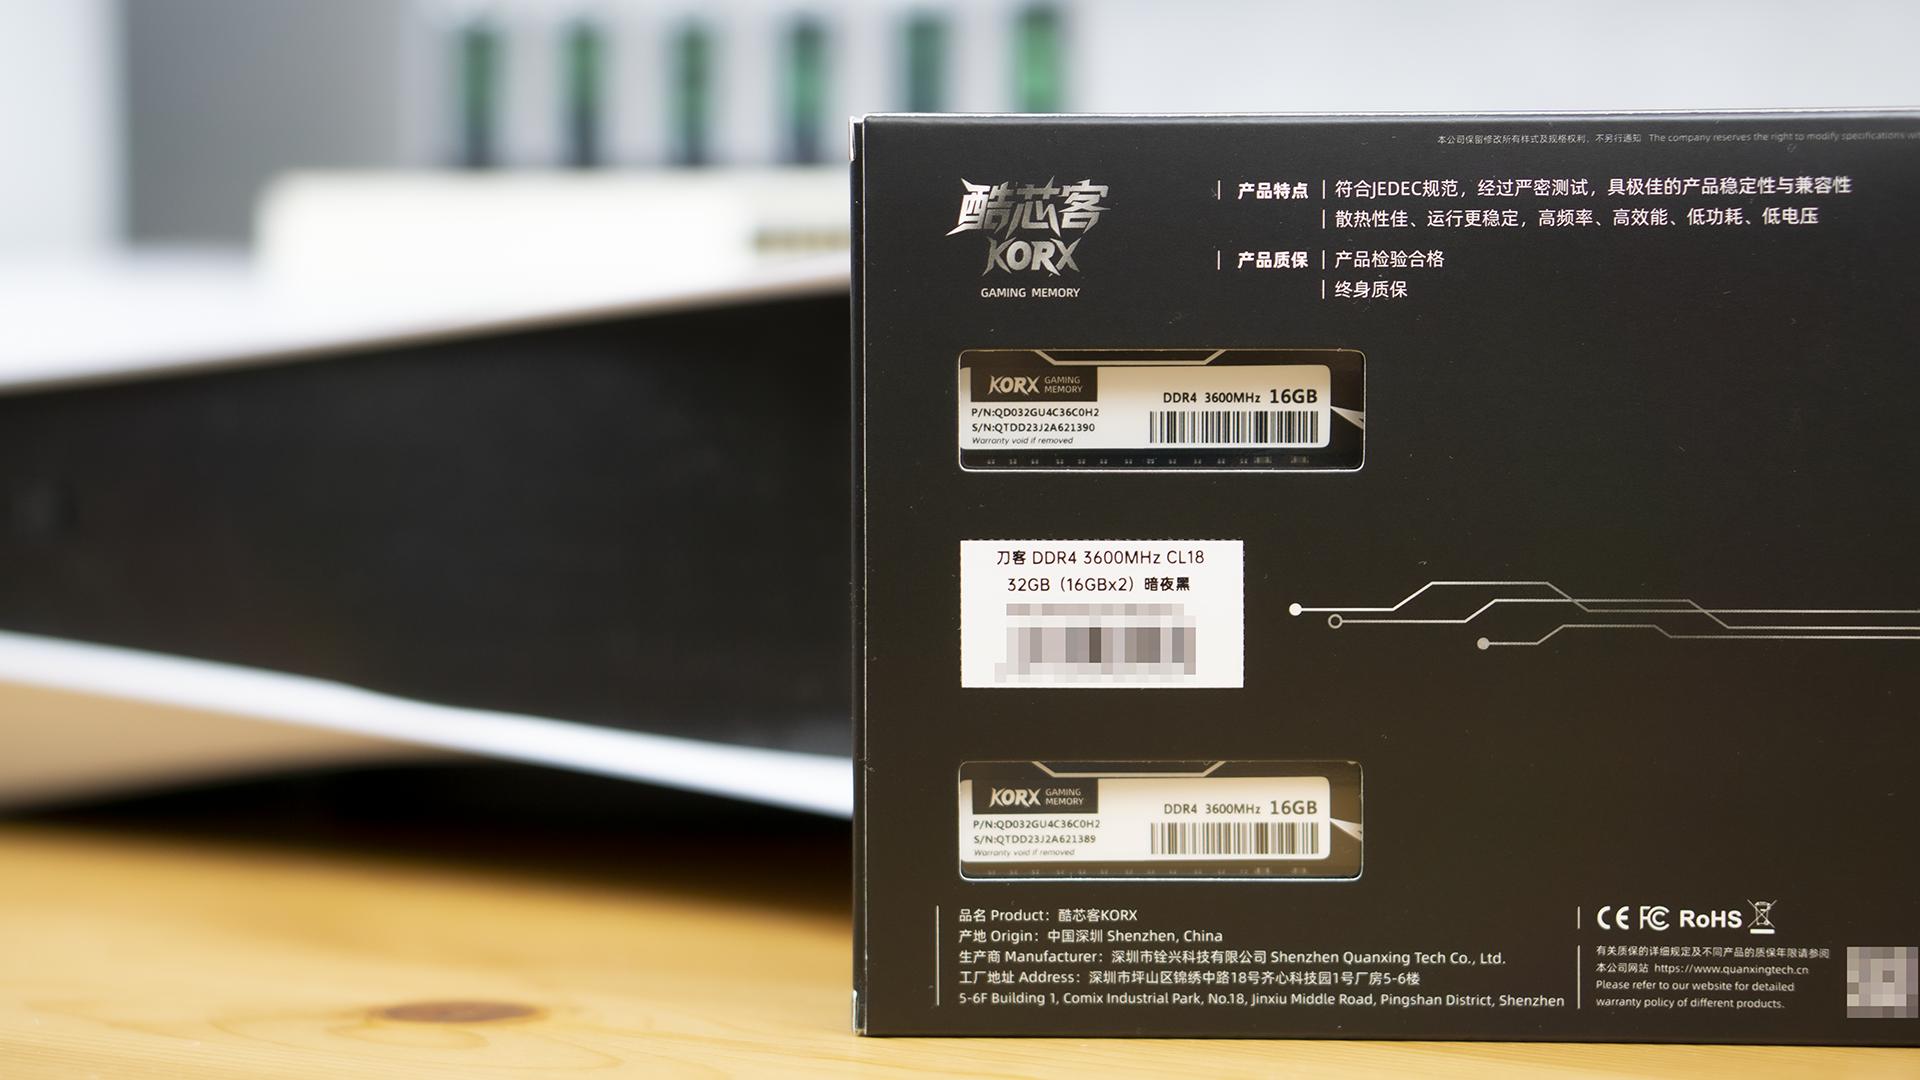 本公司保留修改所有样式及规格权利，不另行通知 The company reserves the right to modify specifications
酷芯客
KORX
GAMING MEMORY
产品特点 符合JEDEC规范，经过严密测试，具极佳的产品稳定性与兼容性
散热性佳、运行更稳定，高频率、高效能、低功耗、低电压
产品质保 产品检验合格
终身质保
KORX GAMING MEMORY
DDR4 3600MHz 16GB
P/N:QD032GU4C36C0H2
S/N:QTDD23J2A621390
Warranty void if removed
刀客 DDR4 3600MHz CL18
32GB（16GBx2）暗夜黑
KORX GAMING MEMORY
DDR4 3600MHz 16GB
P/N:QD032GU4C36C0H2
S/N:QTDD23J2A621389
Warranty void if removed
品名 Product：酷芯客KORX
产地 Origin：中国深圳 Shenzhen, China
生产商 Manufacturer：深圳市铨兴科技有限公司 Shenzhen Quanxing Tech Co., Ltd.
工厂地址 Address：深圳市坪山区锦绣中路18号齐心科技园1号厂房5-6楼
5-6F Building 1, Comix Industrial Park, No.18, Jinxiu Middle Road, Pingshan District, Shenzhen
CE FC RoHS
有关质保的详细规定及不同产品的质保年限请参阅
本公司网站 https://www.quanxingtech.cn
Please refer to our website for detailed
warranty policy of different products.